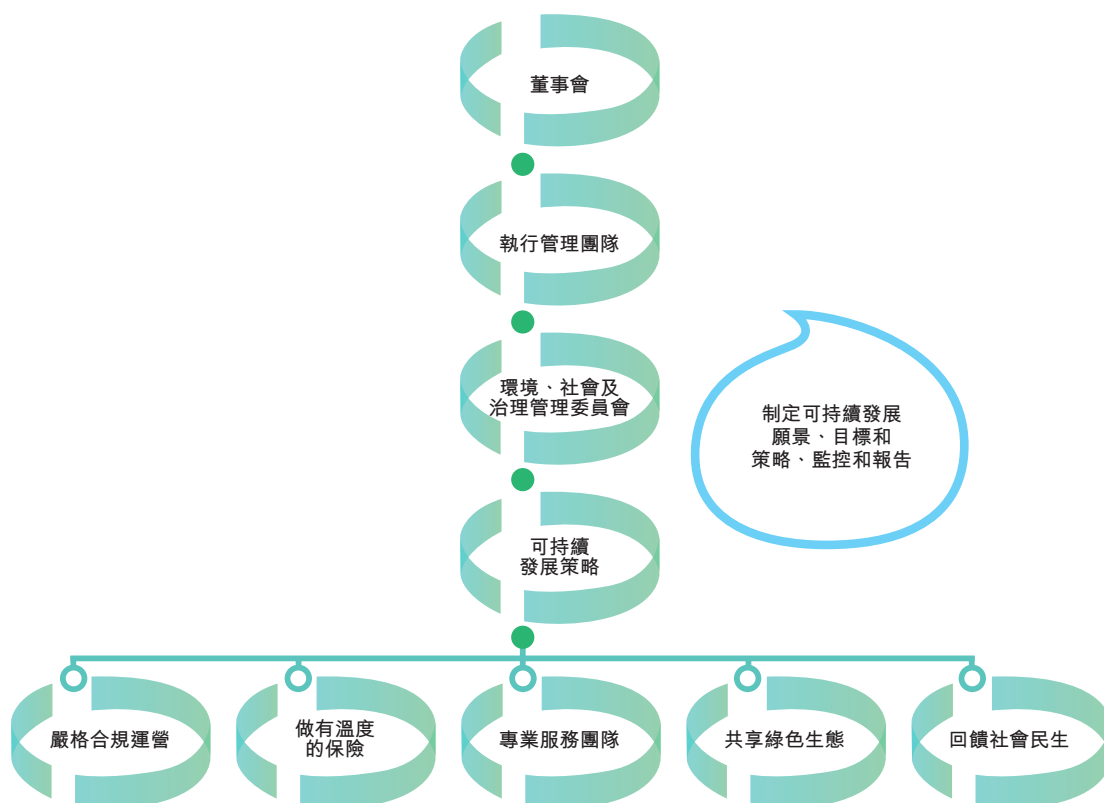 董事會
執行管理團隊
環境、社會及
治理管理委員會
制定可持續發展
願景、目標和
策略、監控和報告
可持續
發展策略
嚴格合規運營
做有溫度
的保險
專業服務團隊
共享綠色生態
回饋社會民生